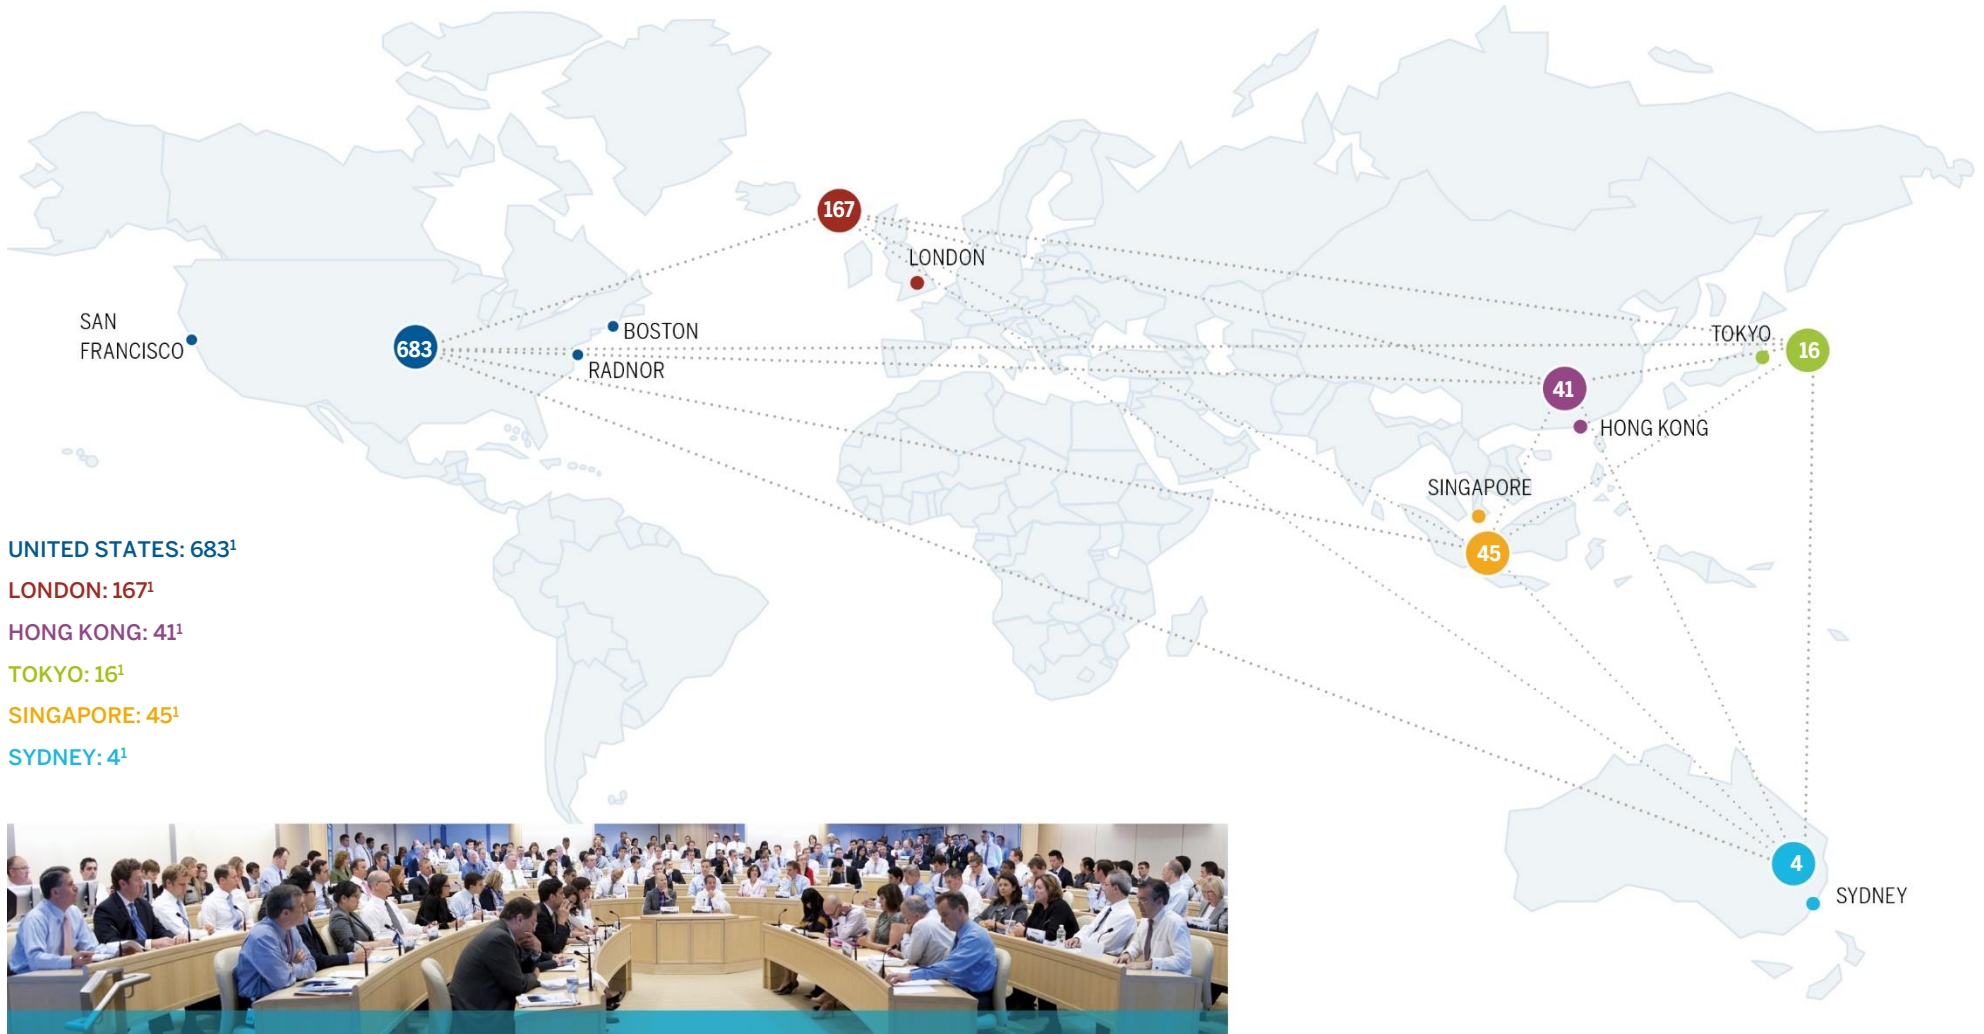 167
LONDON
SAN
FRANCISCO
683
BOSTON
RADNOR
TOKYO
16
41
HONG KONG
SINGAPORE
45
UNITED STATES: 683¹
LONDON: 167¹
HONG KONG: 41¹
TOKYO: 16¹
SINGAPORE: 45¹
SYDNEY: 4¹
4
SYDNEY